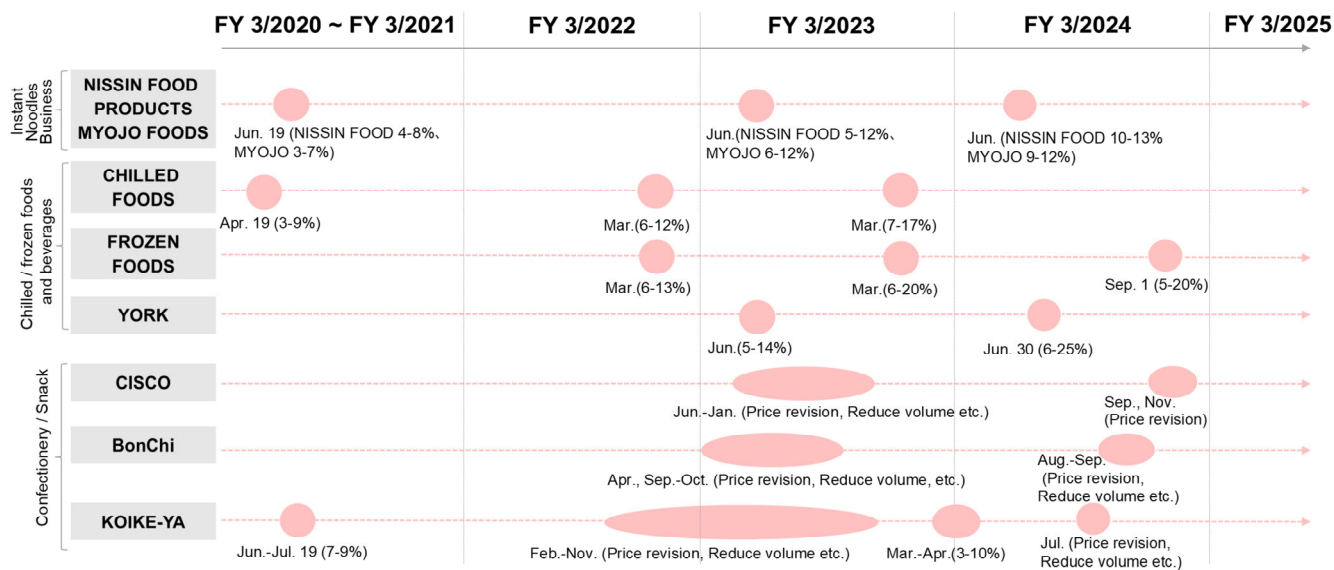 FY 3/2020 ~ FY 3/2021
FY 3/2022
FY 3/2023
FY 3/2024
FY 3/2025
Instant
Noodles
Business
NISSIN FOOD
PRODUCTS
MYOJO FOODS
Jun. 19 (NISSIN FOOD 4-8%、
MYOJO 3-7%)
Jun.(NISSIN FOOD 5-12%、
MYOJO 6-12%)
Jun.(NISSIN FOOD 10-13%
MYOJO 9-12%)
Chilled / frozen foods
and beverages
CHILLED
FOODS
Apr. 19 (3-9%)
Mar.(6-12%)
Mar.(7-17%)
FROZEN
FOODS
Mar.(6-13%)
Mar.(6-20%)
Sep. 1 (5-20%)
YORK
Jun.(5-14%)
Jun. 30 (6-25%)
Confectionery / Snack
CISCO
Jun.-Jan. (Price revision, Reduce volume etc.)
Sep., Nov.
(Price revision)
BonChi
Apr., Sep.-Oct. (Price revision, Reduce volume, etc.)
Aug.-Sep.
(Price revision,
Reduce volume etc.)
KOIKE-YA
Jun.-Jul. 19 (7-9%)
Feb.-Nov. (Price revision, Reduce volume etc.)
Mar.-Apr.(3-10%)
Jul. (Price revision,
Reduce volume etc.)